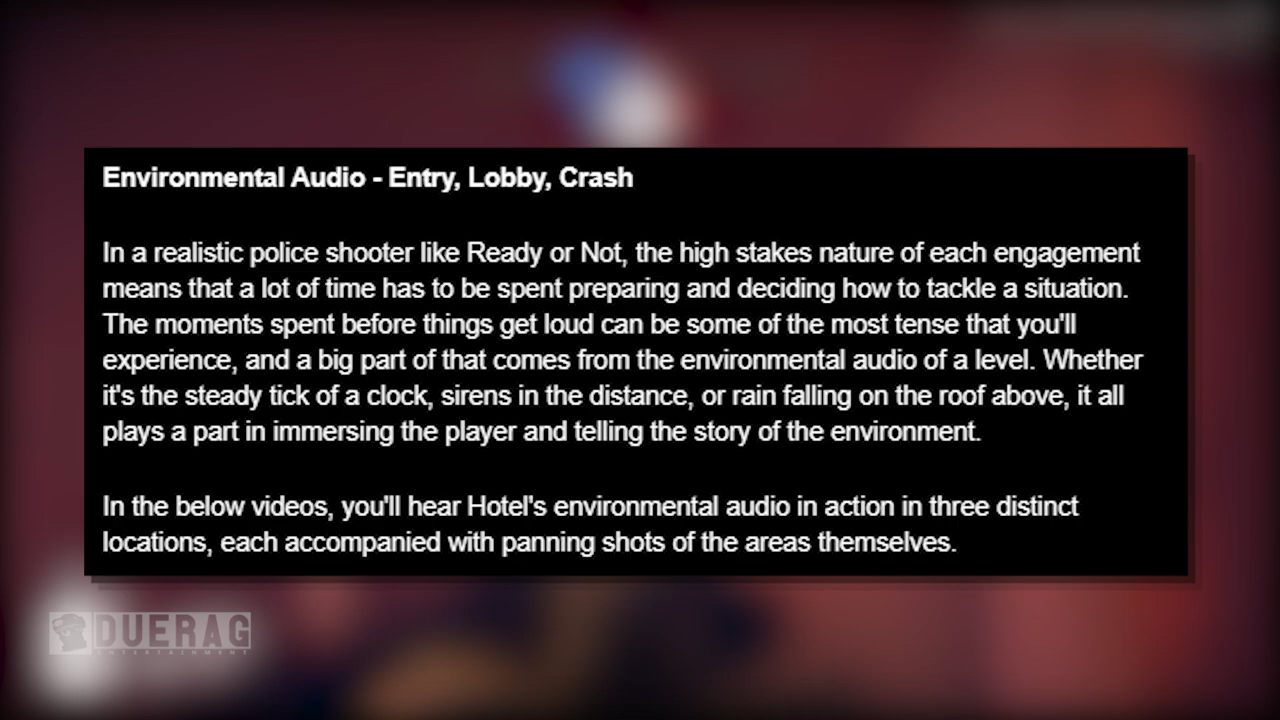 Environmental Audio - Entry, Lobby, Crash
In a realistic police shooter like Ready or Not, the high stakes nature of each engagement
means that a lot of time has to be spent preparing and deciding how to tackle a situation.
The moments spent before things get loud can be some of the most tense that you'll
experience, and a big part of that comes from the environmental audio of a level. Whether
it's the steady tick of a clock, sirens in the distance, or rain falling on the roof above, it all
plays a part in immersing the player and telling the story of the environment.
In the below videos, you'll hear Hotel's environmental audio in action in three distinct
locations, each accompanied with panning shots of the areas themselves.
DUERAG
ENTERTAINMENT